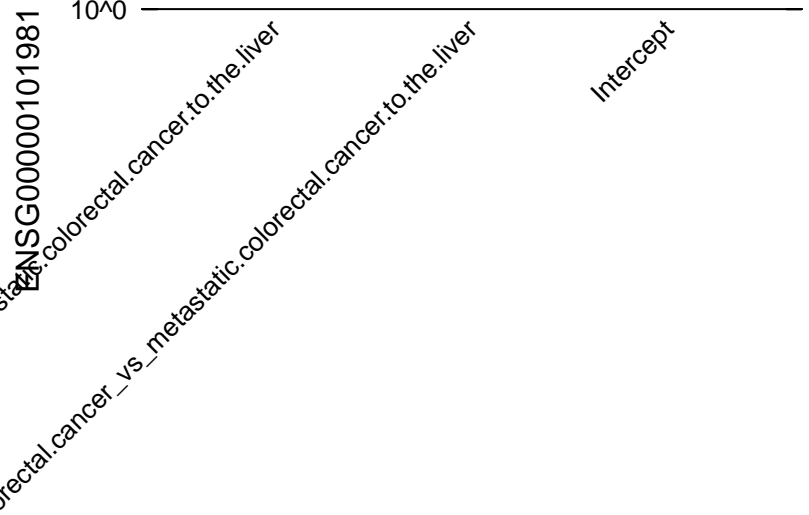 10^0
ENSG00000101981
static.colorectal.cancer.to.the.liver
orectal.cancer_vs_metastatic.colorectal.cancer.to.the.liver
Intercept